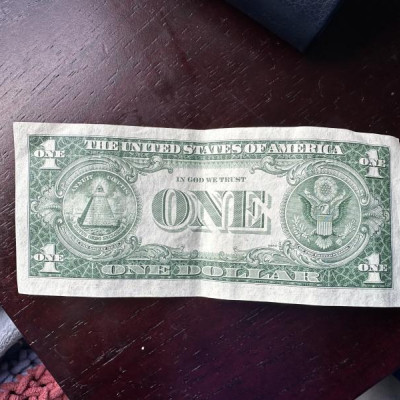 THE UNITED STATES OF AMERICA
ONE ONE
IN GOD WE TRUST
ONE
ONE ONE
ONE DOLLAR